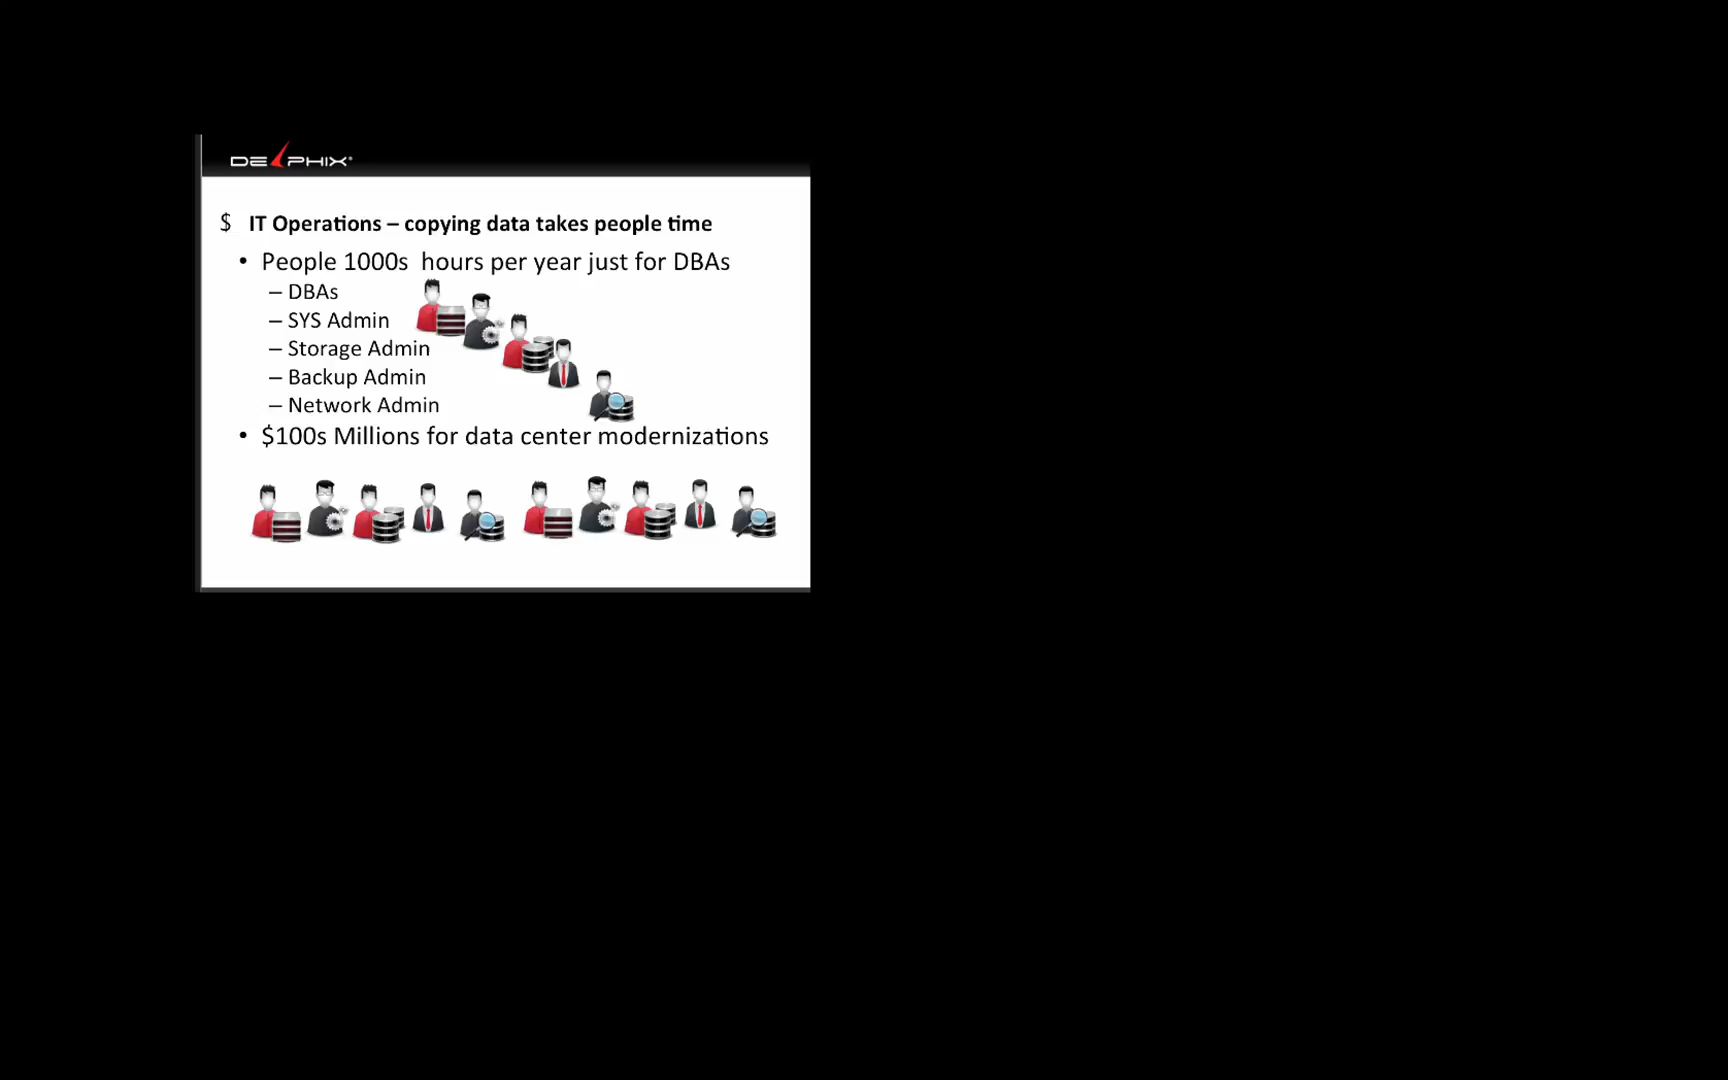 DELPHIX®
$ IT Operations – copying data takes people time
• People 1000s  hours per year just for DBAs
– DBAs
– SYS Admin
– Storage Admin
– Backup Admin
– Network Admin
• $100s Millions for data center modernizations